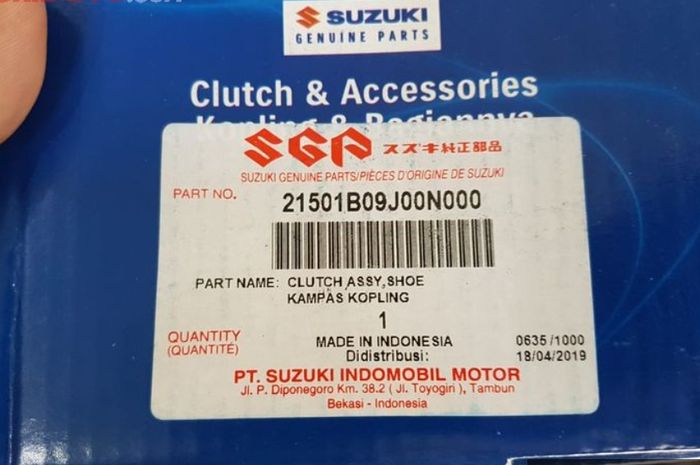 SUZUKI
GENUINE PARTS
Clutch & Accessories
Kopling & Bagiannya
SGP スズキ純正部品
SUZUKI GENUINE PARTS/PIÈCES D'ORIGINE DE SUZUKI
PART NO. 21501B09J00N000
PART NAME: CLUTCH ASSY,SHOE
KAMPAS KOPLING
1
QUANTITY MADE IN INDONESIA 0635 /1000
(QUANTITÉ) Didistribusi: 18/04/2019
PT. SUZUKI INDOMOBIL MOTOR
Jl. P. Diponegoro Km. 38.2 ( Jl. Toyogiri ), Tambun
Bekasi - Indonesia